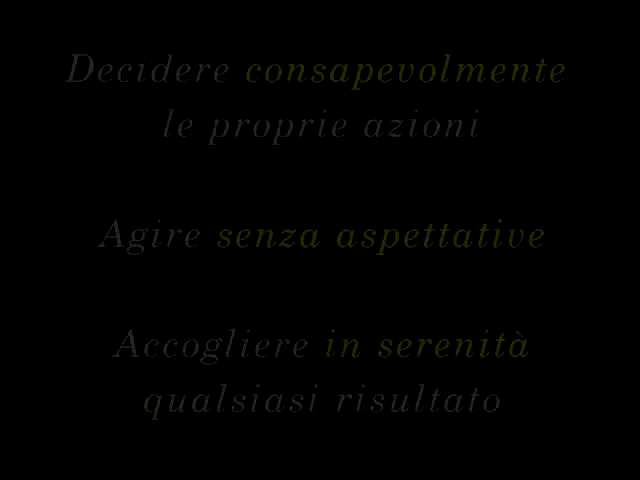 Decidere consapevolmente
le proprie azioni
Agire senza aspettative
Accogliere in serenità
qualsiasi risultato